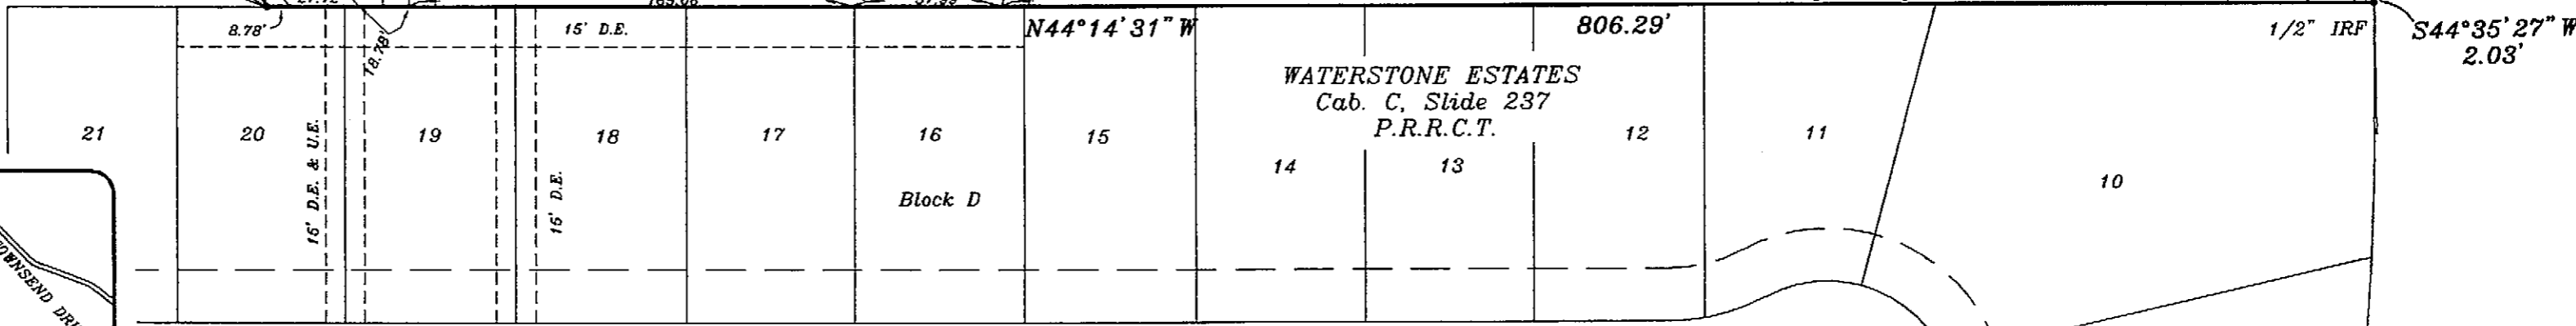 8.78'
18.78'
15' D.E.
N44°14'31" W
806.29'
1/2" IRF
S44°35'27" W
2.03'
WATERSTONE ESTATES
Cab. C, Slide 237
P.R.R.C.T.
21
20
15' D.E. & U.E.
19
18
15' D.E.
17
16
Block D
15
14
13
12
11
10